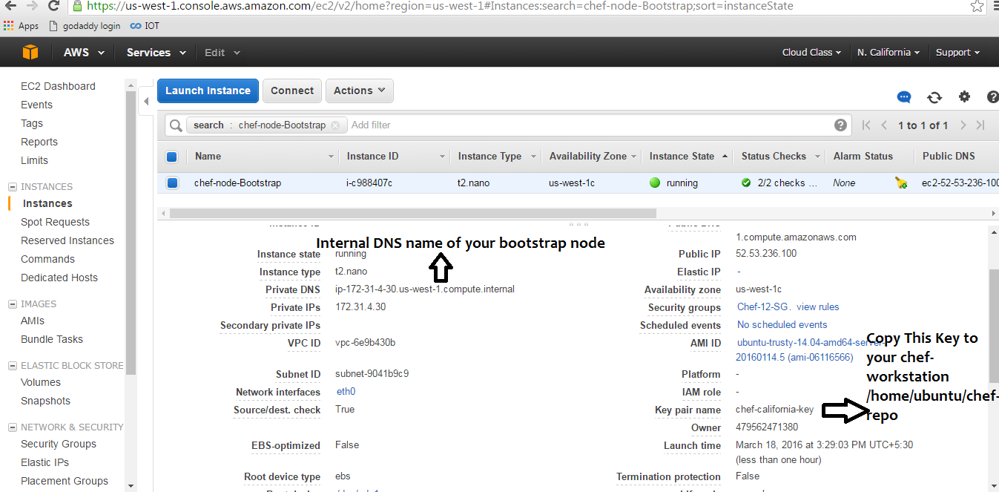 https://us-west-1.console.aws.amazon.com/ec2/v2/home?region=us-west-1#Instances:search=chef-node-Bootstrap;sort=instanceState
Apps godaddy login IOT
AWS Services Edit Cloud Class N. California Support
EC2 Dashboard
Events
Tags
Reports
Limits
INSTANCES
Instances
Spot Requests
Reserved Instances
Commands
Dedicated Hosts
IMAGES
AMIs
Bundle Tasks
ELASTIC BLOCK STORE
Volumes
Snapshots
NETWORK & SECURITY
Security Groups
Elastic IPs
Placement Groups
Launch Instance Connect Actions
search : chef-node-Bootstrap Add filter 1 to 1 of 1
Name Instance ID Instance Type Availability Zone Instance State Status Checks Alarm Status Public DNS
chef-node-Bootstrap i-c988407c t2.nano us-west-1c running 2/2 checks ... None ec2-52-53-236-100
Internal DNS name of your bootstrap node
Instance state running
Instance type t2.nano
Private DNS ip-172-31-4-30.us-west-1.compute.internal
Private IPs 172.31.4.30
Secondary private IPs
VPC ID vpc-6e9b430b
Subnet ID subnet-9041b9c9
Network interfaces eth0
Source/dest. check True
EBS-optimized False
Root device type ebs
1.compute.amazonaws.com
Public IP 52.53.236.100
Elastic IP -
Availability zone us-west-1c
Security groups Chef-12-SG. view rules
Scheduled events No scheduled events
AMI ID ubuntu-trusty-14.04-amd64-server-
20160114.5 (ami-06116566)
Platform -
IAM role -
Key pair name chef-california-key
Owner 479562471380
Launch time March 18, 2016 at 3:29:03 PM UTC+5:30
(less than one hour)
Termination protection False
Copy This Key to
your chef-
workstation
/home/ubuntu/chef-
repo